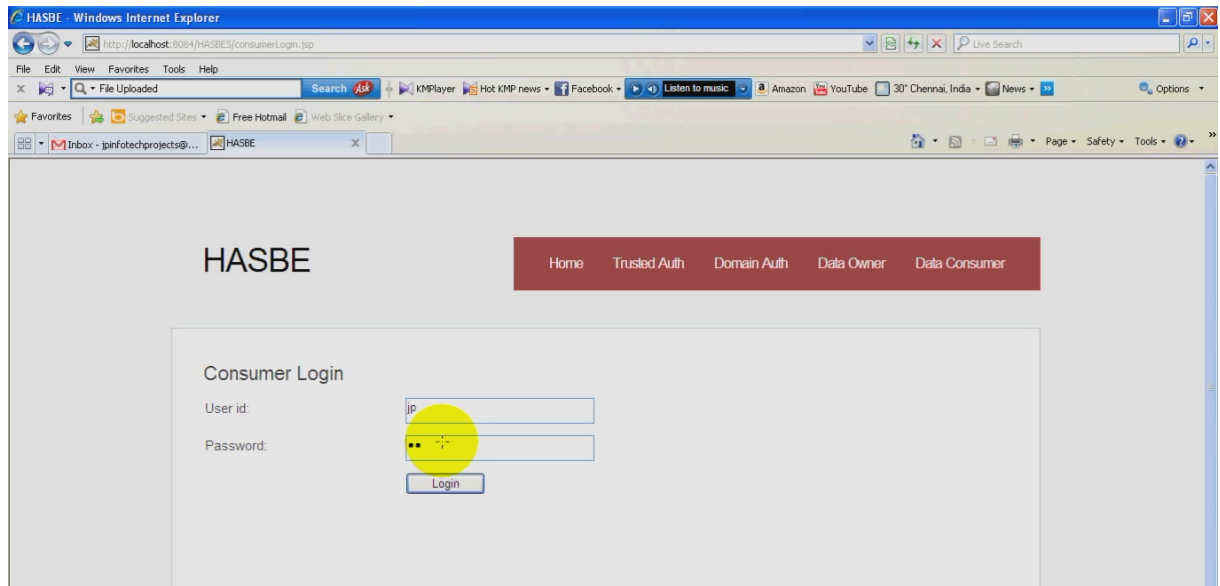 HASBE - Windows Internet Explorer
http://localhost:8084/HASBES/consumerLogin.jsp
Live Search
File Edit View Favorites Tools Help
x File Uploaded Search Ask KMPlayer Hot KMP news Facebook Listen to music Amazon YouTube 30° Chennai, India News Options
Favorites Suggested Sites Free Hotmail Web Slice Gallery
Inbox - jpinfotechprojects@... HASBE x Page Safety Tools
HASBE
Home Trusted Auth Domain Auth Data Owner Data Consumer
Consumer Login
User id: jp
Password: ••
Login